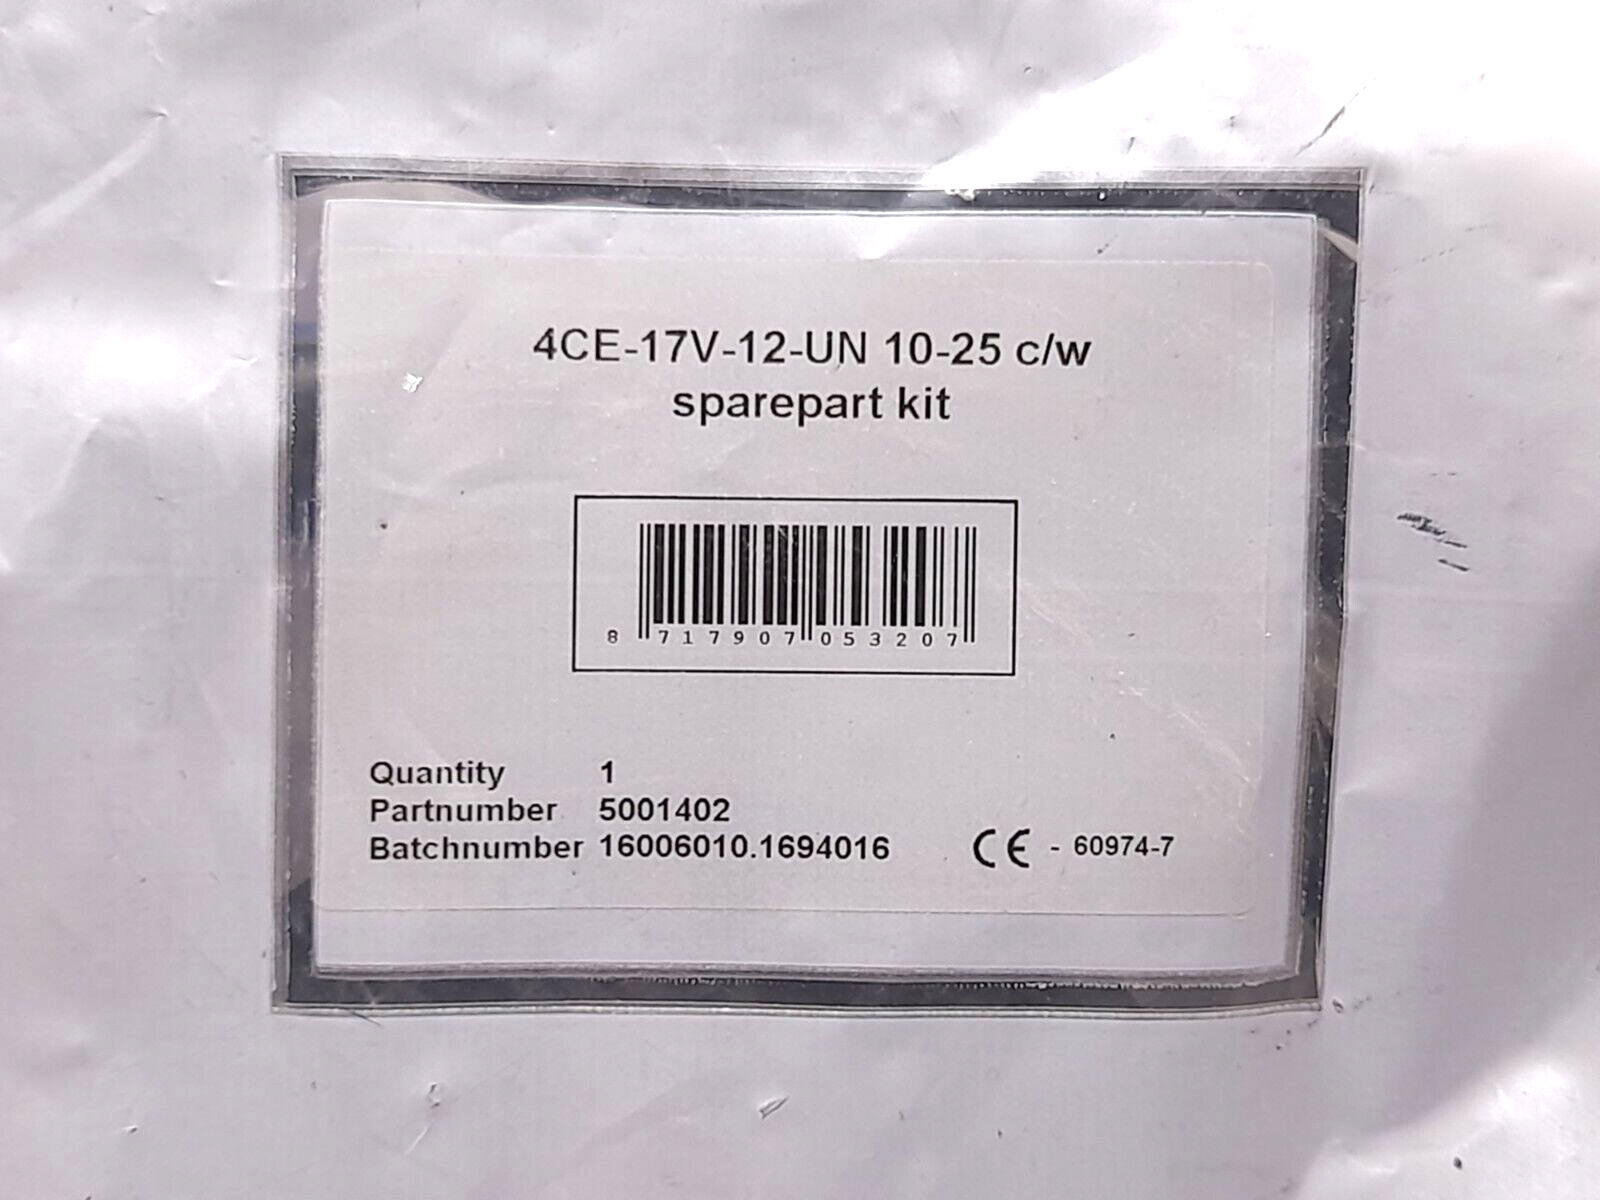 4CE-17V-12-UN 10-25 c/w
sparepart kit
8 717907 053207
Quantity 1
Partnumber 5001402
Batchnumber 16006010.1694016 CE - 60974-7